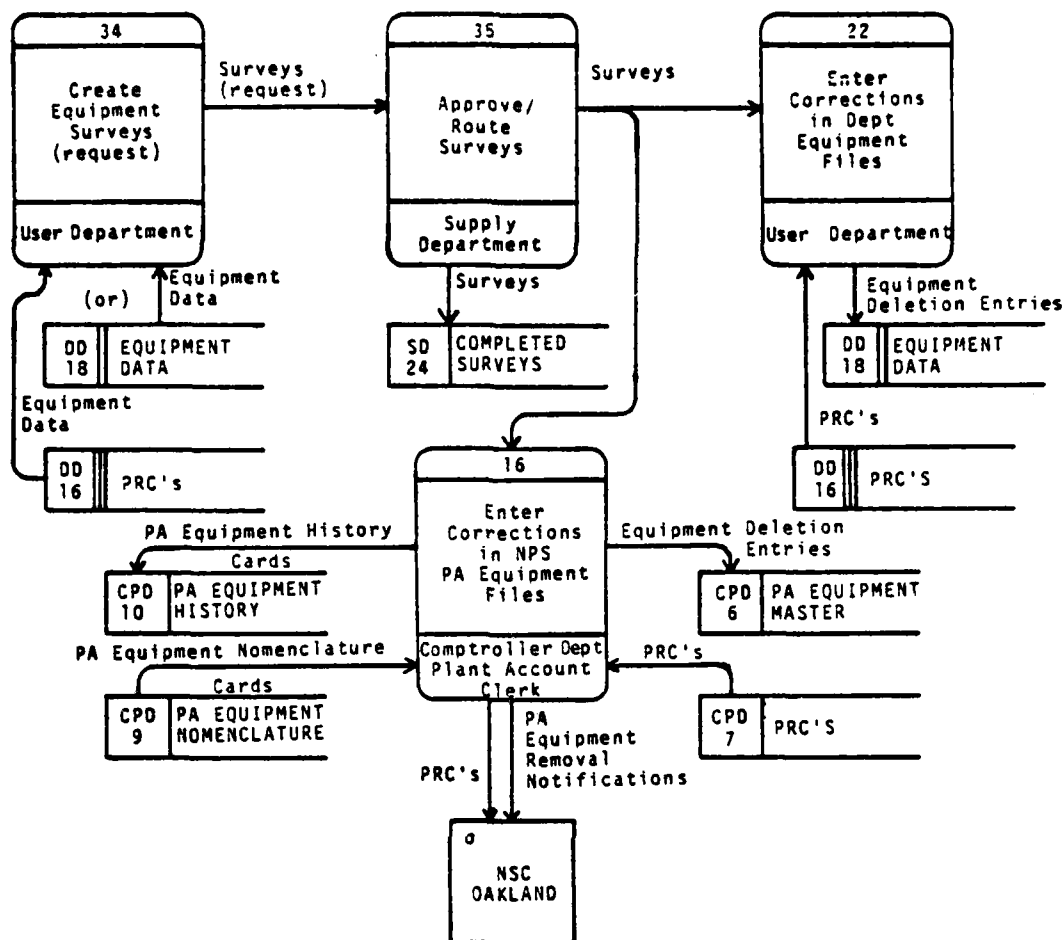 34
Create
Equipment
Surveys
(request)
User Department
Surveys
(request)
35
Approve/
Route
Surveys
Supply
Department
Surveys
22
Enter
Corrections
in Dept
Equipment
Files
User Department
Equipment
Data
(or)
DD
18
EQUIPMENT
DATA
Surveys
SD
24
COMPLETED
SURVEYS
Equipment
Deletion Entries
DD
18
EQUIPMENT
DATA
Equipment
Data
DD
16
PRC's
PRC's
DD
16
PRC'S
16
Enter
Corrections
in NPS
PA Equipment
Files
Comptroller Dept
Plant Account
Clerk
PA Equipment History
Cards
CPD
10
PA EQUIPMENT
HISTORY
Equipment Deletion
Entries
CPD
6
PA EQUIPMENT
MASTER
PA Equipment Nomenclature
Cards
CPD
9
PA EQUIPMENT
NOMENCLATURE
PRC's
CPD
7
PRC'S
PRC's
PA
Equipment
Removal
Notifications
a
NSC
OAKLAND